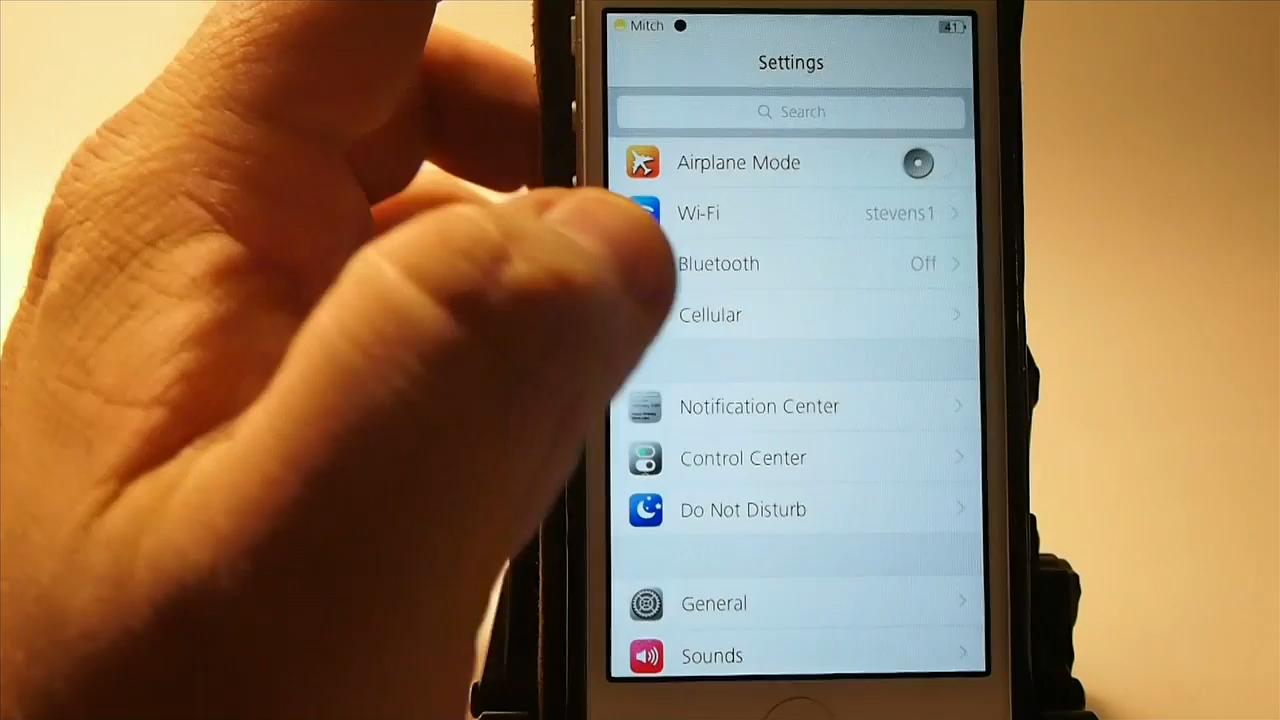 Mitch
41
Settings
Search
Airplane Mode
Wi-Fi stevens1
Bluetooth Off
Cellular
Notification Center
Control Center
Do Not Disturb
General
Sounds